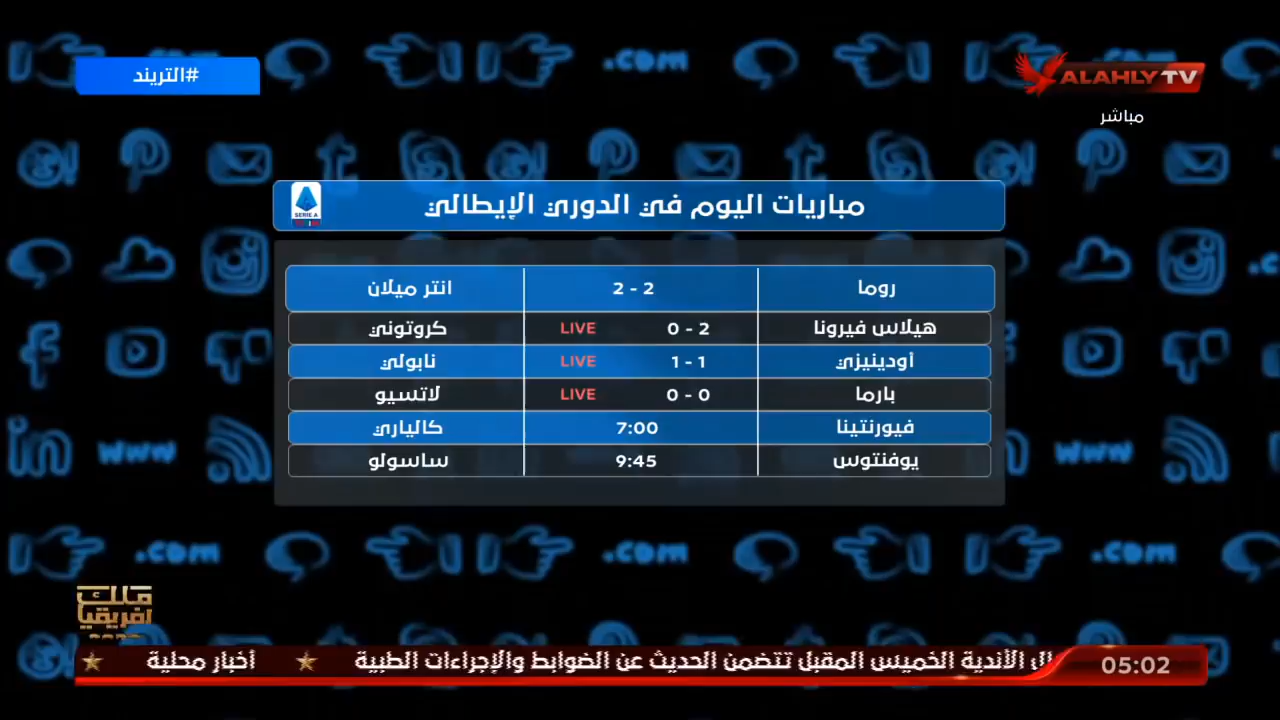 #التريند
ALAHLY TV
مباشر
مباريات اليوم في الدوري الإيطالي
SERIE A
روما 2 - 2 انتر ميلان
هيلاس فيرونا 2 - 0 LIVE كروتوني
أودينيزي 1 - 1 LIVE نابولي
بارما 0 - 0 LIVE لاتسيو
فيورنتينا 7:00 كالياري
يوفنتوس 9:45 ساسولو
ملك
افريقيا
05:02 الأندية الخميس المقبل تتضمن الحديث عن الضوابط والإجراءات الطبية أخبار محلية